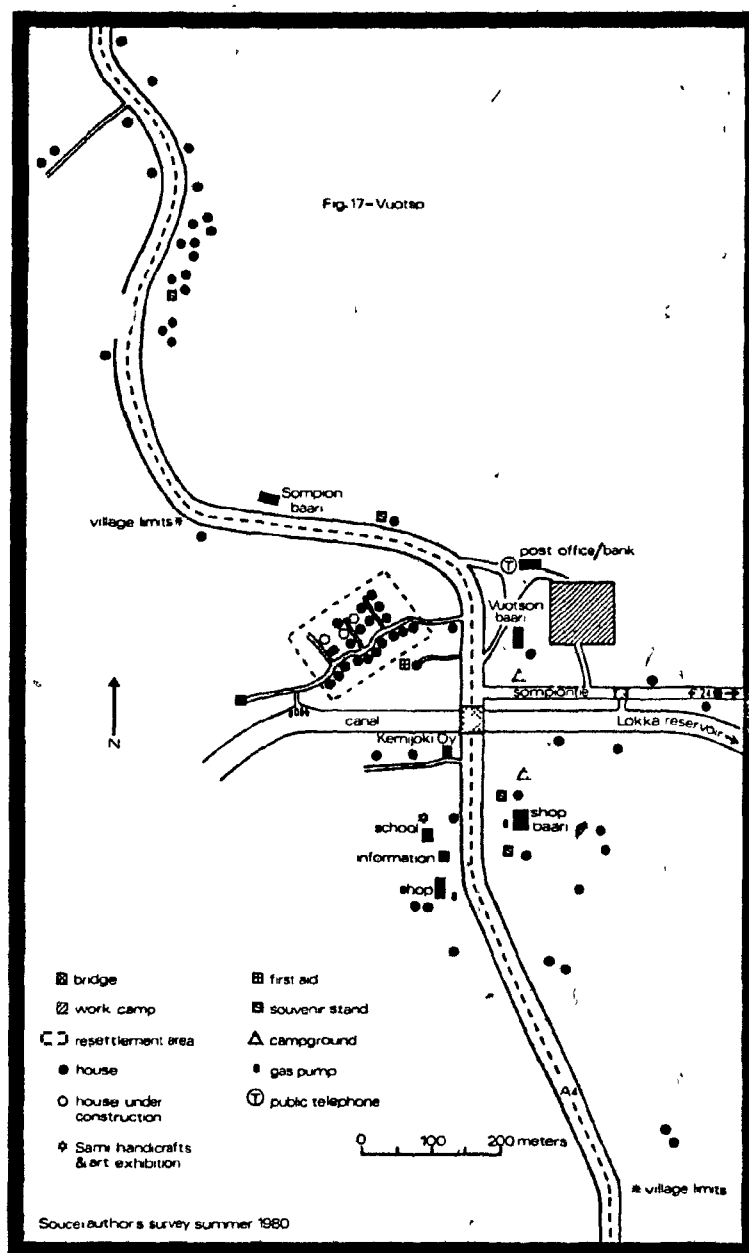 Fig. 17-Vuotso
Sompion
baari
village limits
T post office/bank
Vuotson
baari
sompiontie
24
canal
Lokka reservoir
Kemijoki Oy
N
school
shop
baari
information
shop
A4
village limits
bridge
work camp
resettlement area
house
house under
construction
Sami handicrafts
& art exhibition
first aid
souvenir stand
campground
gas pump
T public telephone
0 100 200 meters
authors survey summer 1980